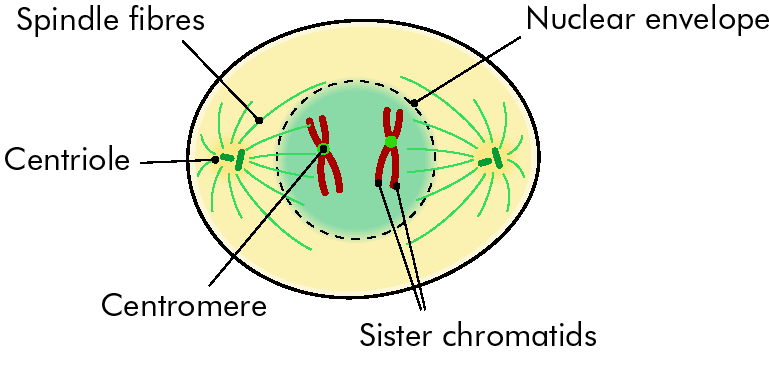 Spindle fibres
Nuclear envelope
Centriole
Centromere
Sister chromatids